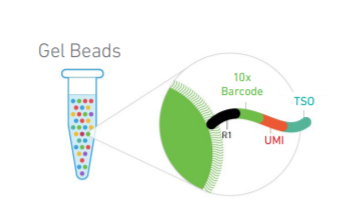 Gel Beads
10x
Barcode
TSO
R1
UMI